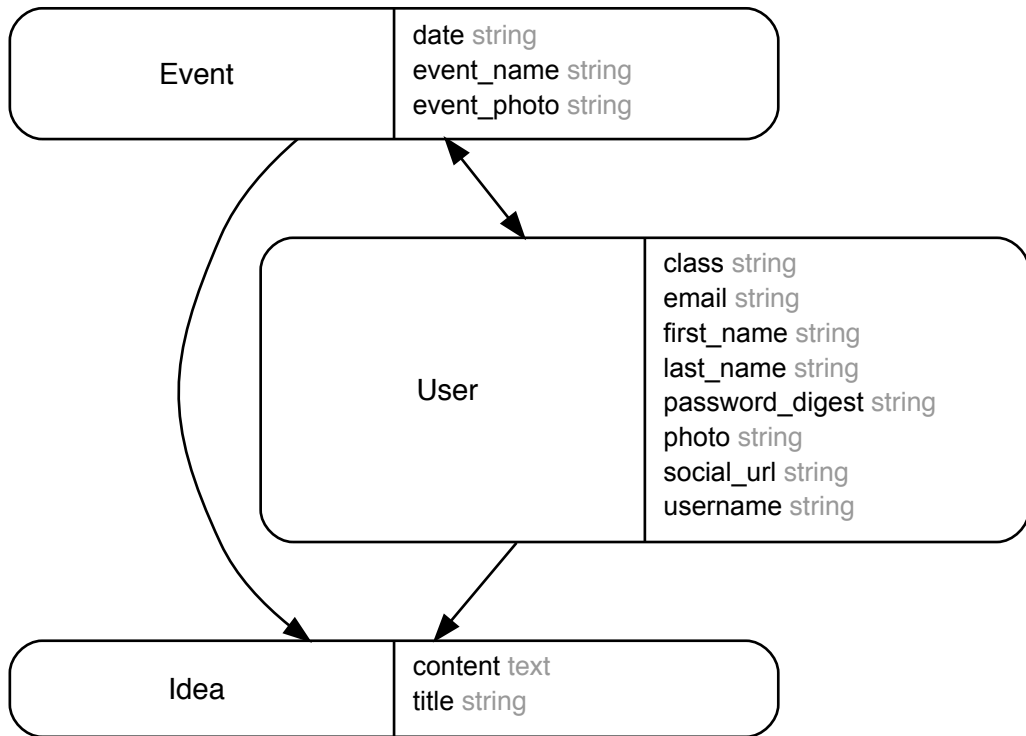 Event
date string
event_name string
event_photo string
User
class string
email string
first_name string
last_name string
password_digest string
photo string
social_url string
username string
Idea
content text
title string